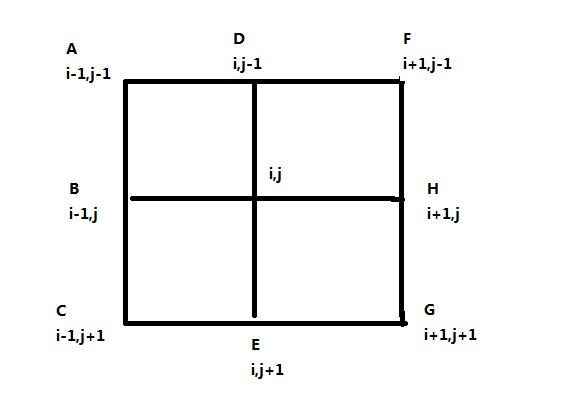 A
i-1,j-1
D
i,j-1
F
i+1,j-1
i,j
B
i-1,j
H
i+1,j
C
i-1,j+1
E
i,j+1
G
i+1,j+1